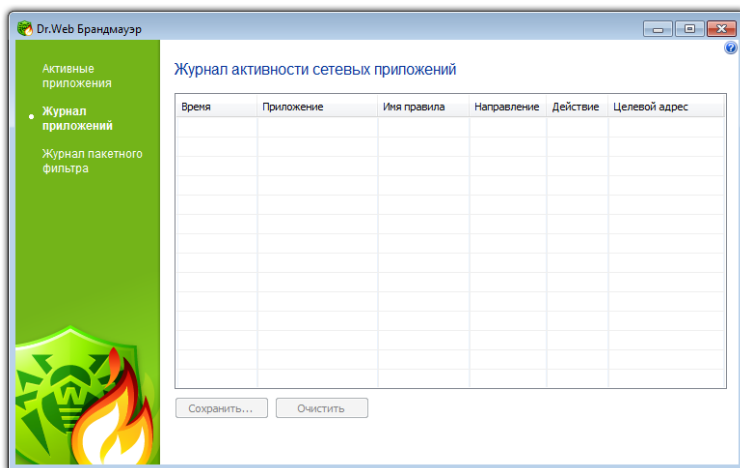 Dr.Web Брандмауэр
Активные
приложения
Журнал
приложений
Журнал пакетного
фильтра
Журнал активности сетевых приложений
Время Приложение Имя правила Направление Действие Целевой адрес
Сохранить... Очистить